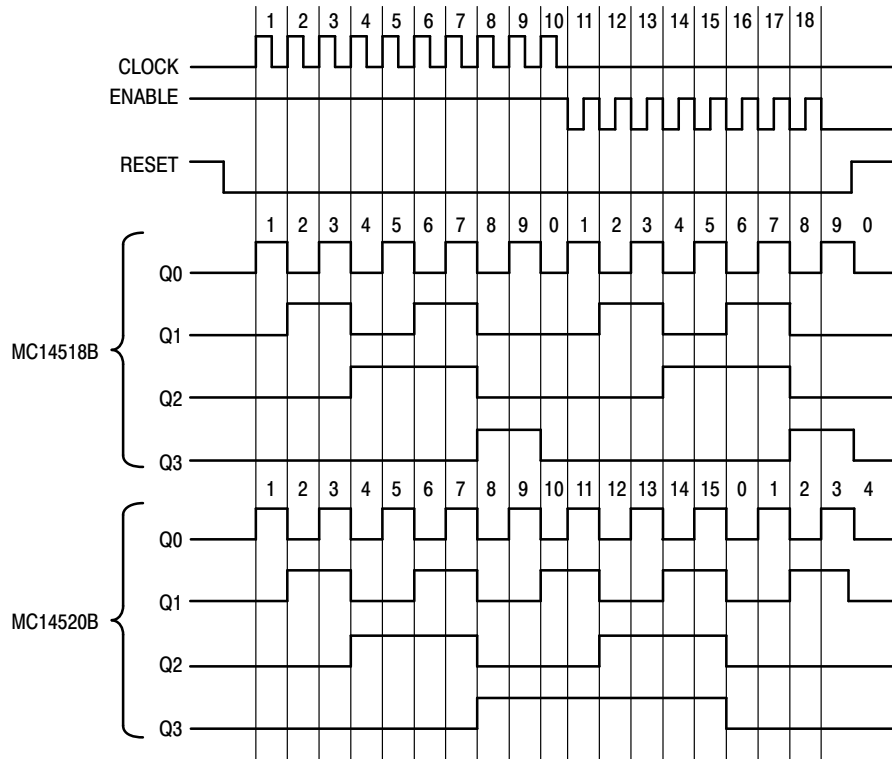 1 2 3 4 5 6 7 8 9 10 11 12 13 14 15 16 17 18
CLOCK
ENABLE
RESET
1 2 3 4 5 6 7 8 9 0 1 2 3 4 5 6 7 8 9 0
Q0
Q1
MC14518B
Q2
Q3
1 2 3 4 5 6 7 8 9 10 11 12 13 14 15 0 1 2 3 4
Q0
Q1
MC14520B
Q2
Q3